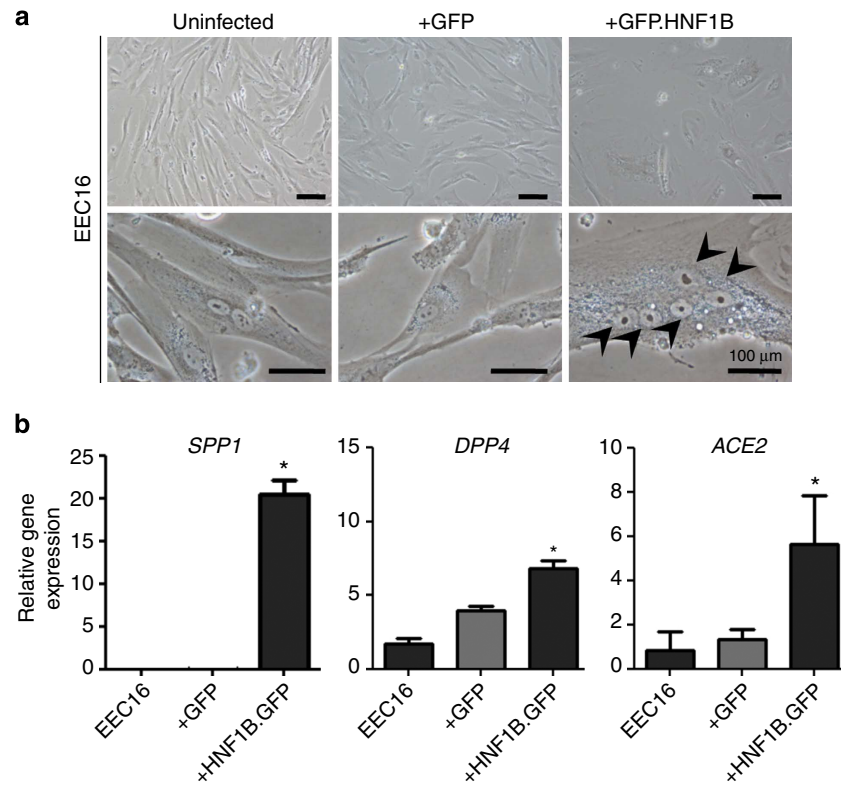 a
Uninfected
+GFP
+GFP.HNF1B
EEC16
100 μm
b
SPP1
DPP4
ACE2
Relative gene
expression
25
20
15
10
5
0
*
EEC16
+GFP
+HNF1B.GFP
15
10
5
0
*
EEC16
+GFP
+HNF1B.GFP
10
8
6
4
2
0
*
EEC16
+GFP
+HNF1B.GFP